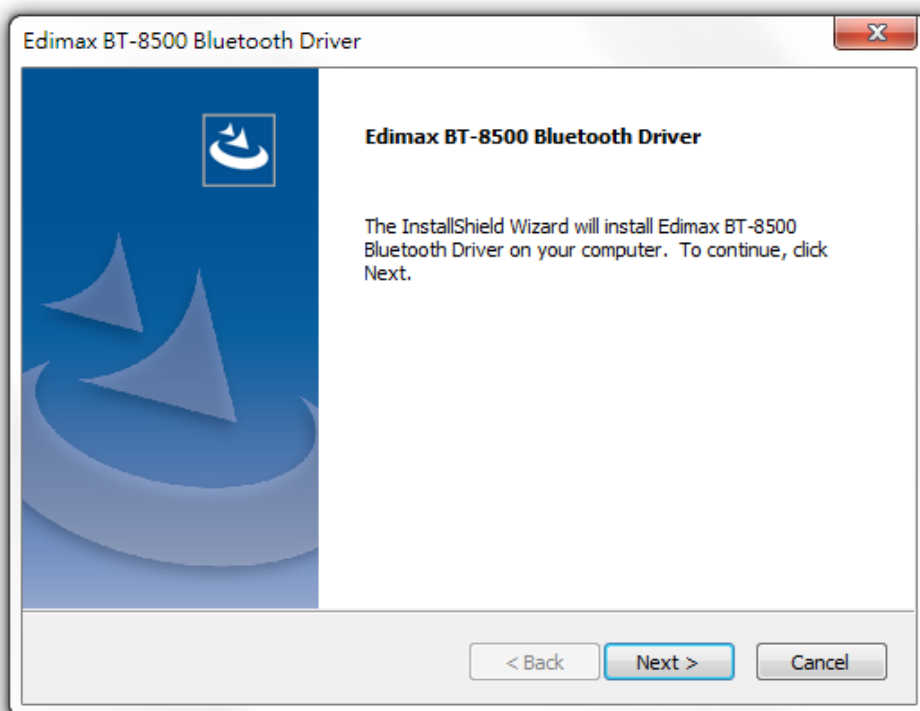 Edimax BT-8500 Bluetooth Driver
Edimax BT-8500 Bluetooth Driver
The InstallShield Wizard will install Edimax BT-8500
Bluetooth Driver on your computer.  To continue, click
Next.
< Back
Next >
Cancel